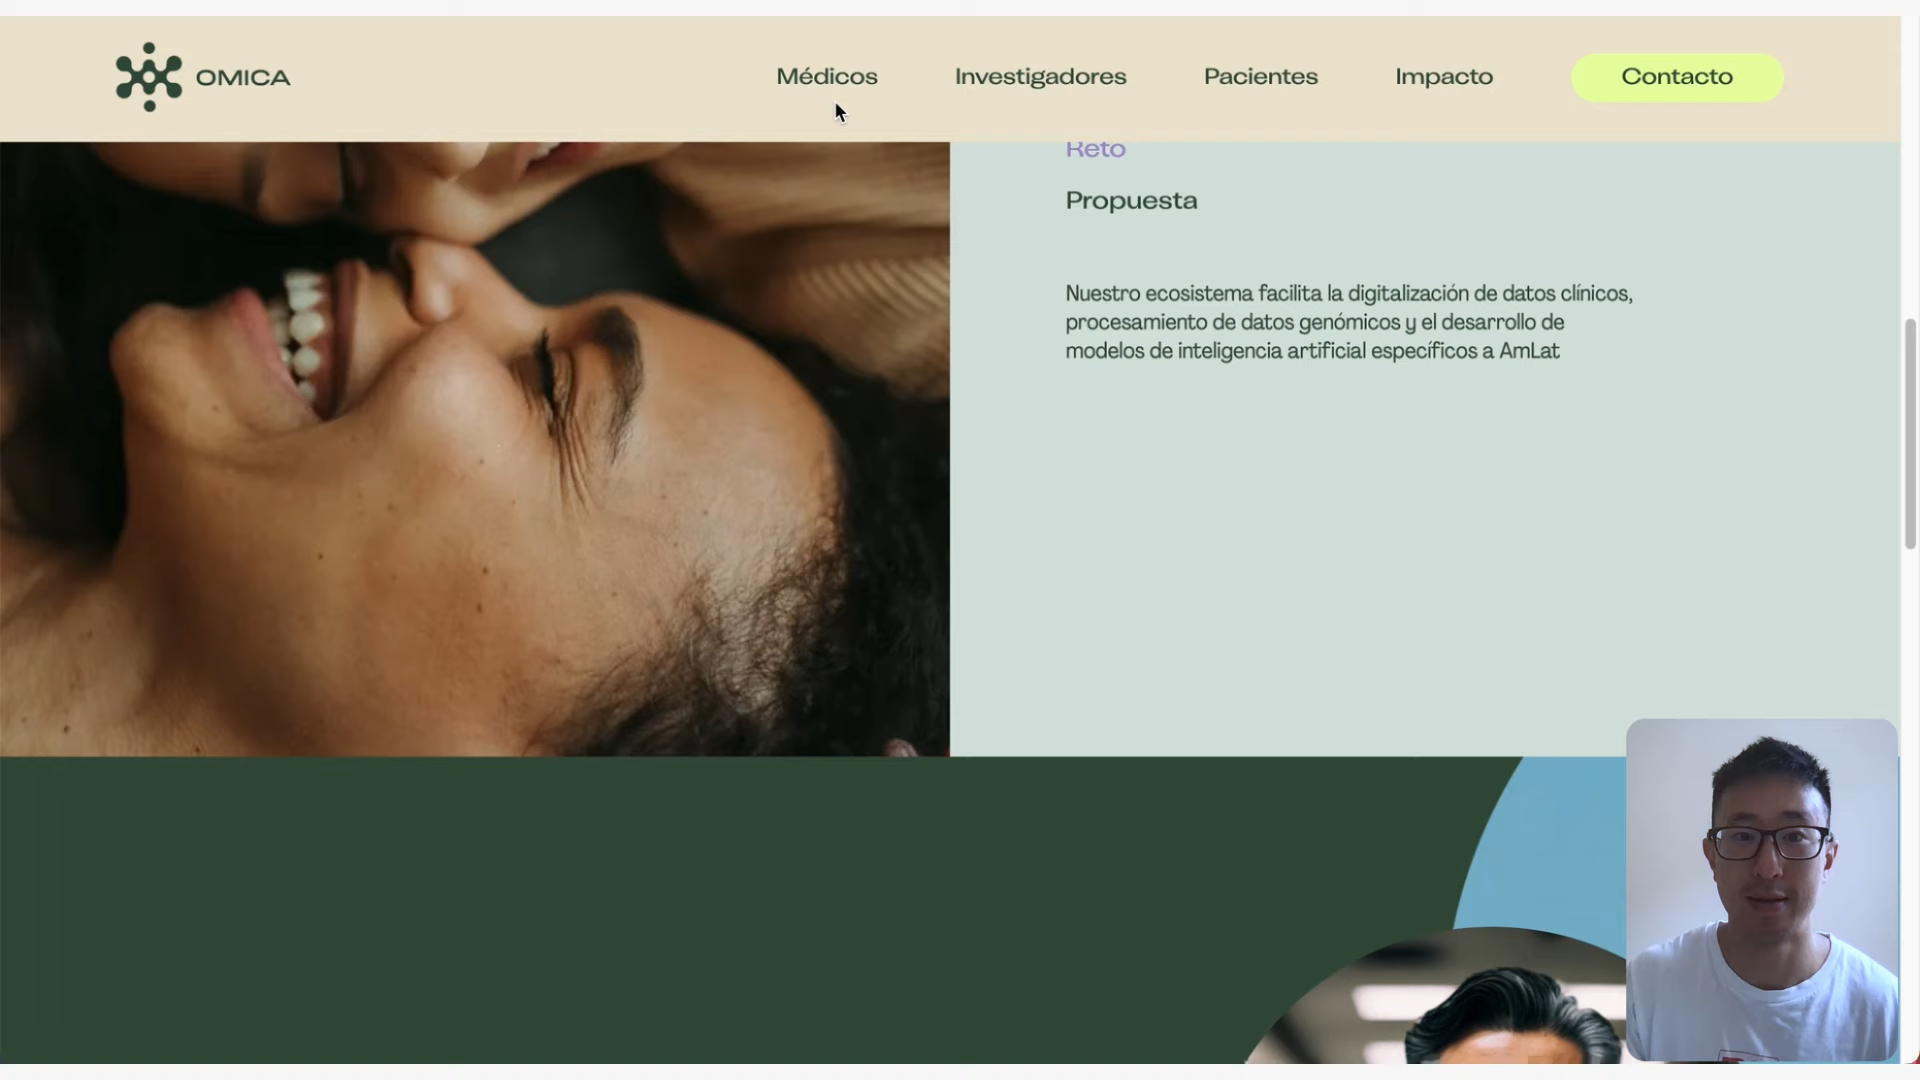 OMICA
Médicos
Investigadores
Pacientes
Impacto
Contacto
Reto
Propuesta
Nuestro ecosistema facilita la digitalización de datos clínicos,
procesamiento de datos genómicos y el desarrollo de
modelos de inteligencia artificial específicos a AmLat